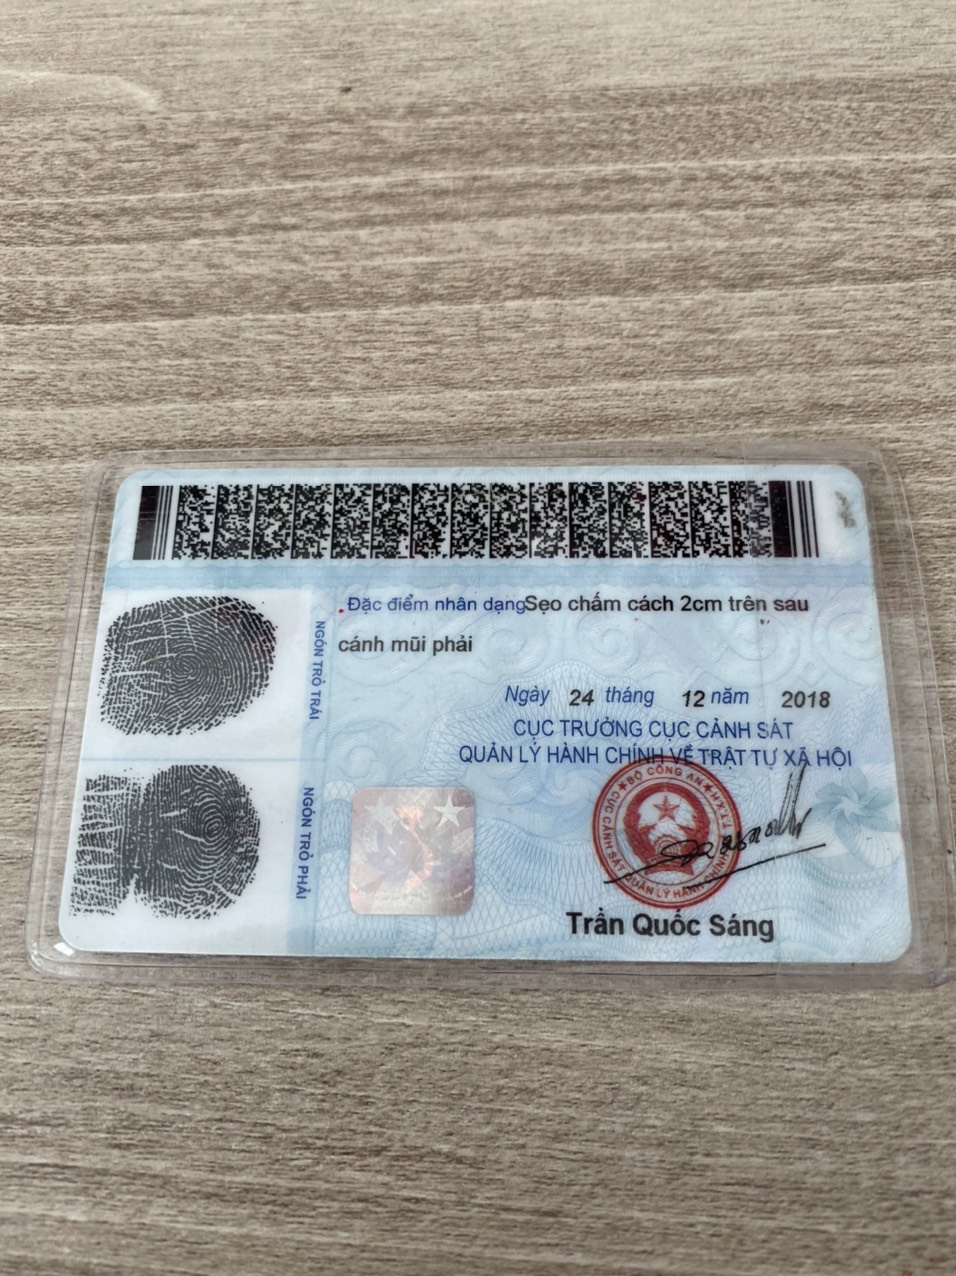 Đặc điểm nhân dạng Sẹo chấm cách 2cm trên sau
cánh mũi phải
NGÓN TRỎ TRÁI
Ngày 24 tháng 12 năm 2018
CỤC TRƯỞNG CỤC CẢNH SÁT
QUẢN LÝ HÀNH CHÍNH VỀ TRẬT TỰ XÃ HỘI
NGÓN TRỎ PHẢI
BỘ CÔNG AN
CỤC CẢNH SÁT QUẢN LÝ HÀNH CHÍNH VỀ TTXH
Trần Quốc Sáng